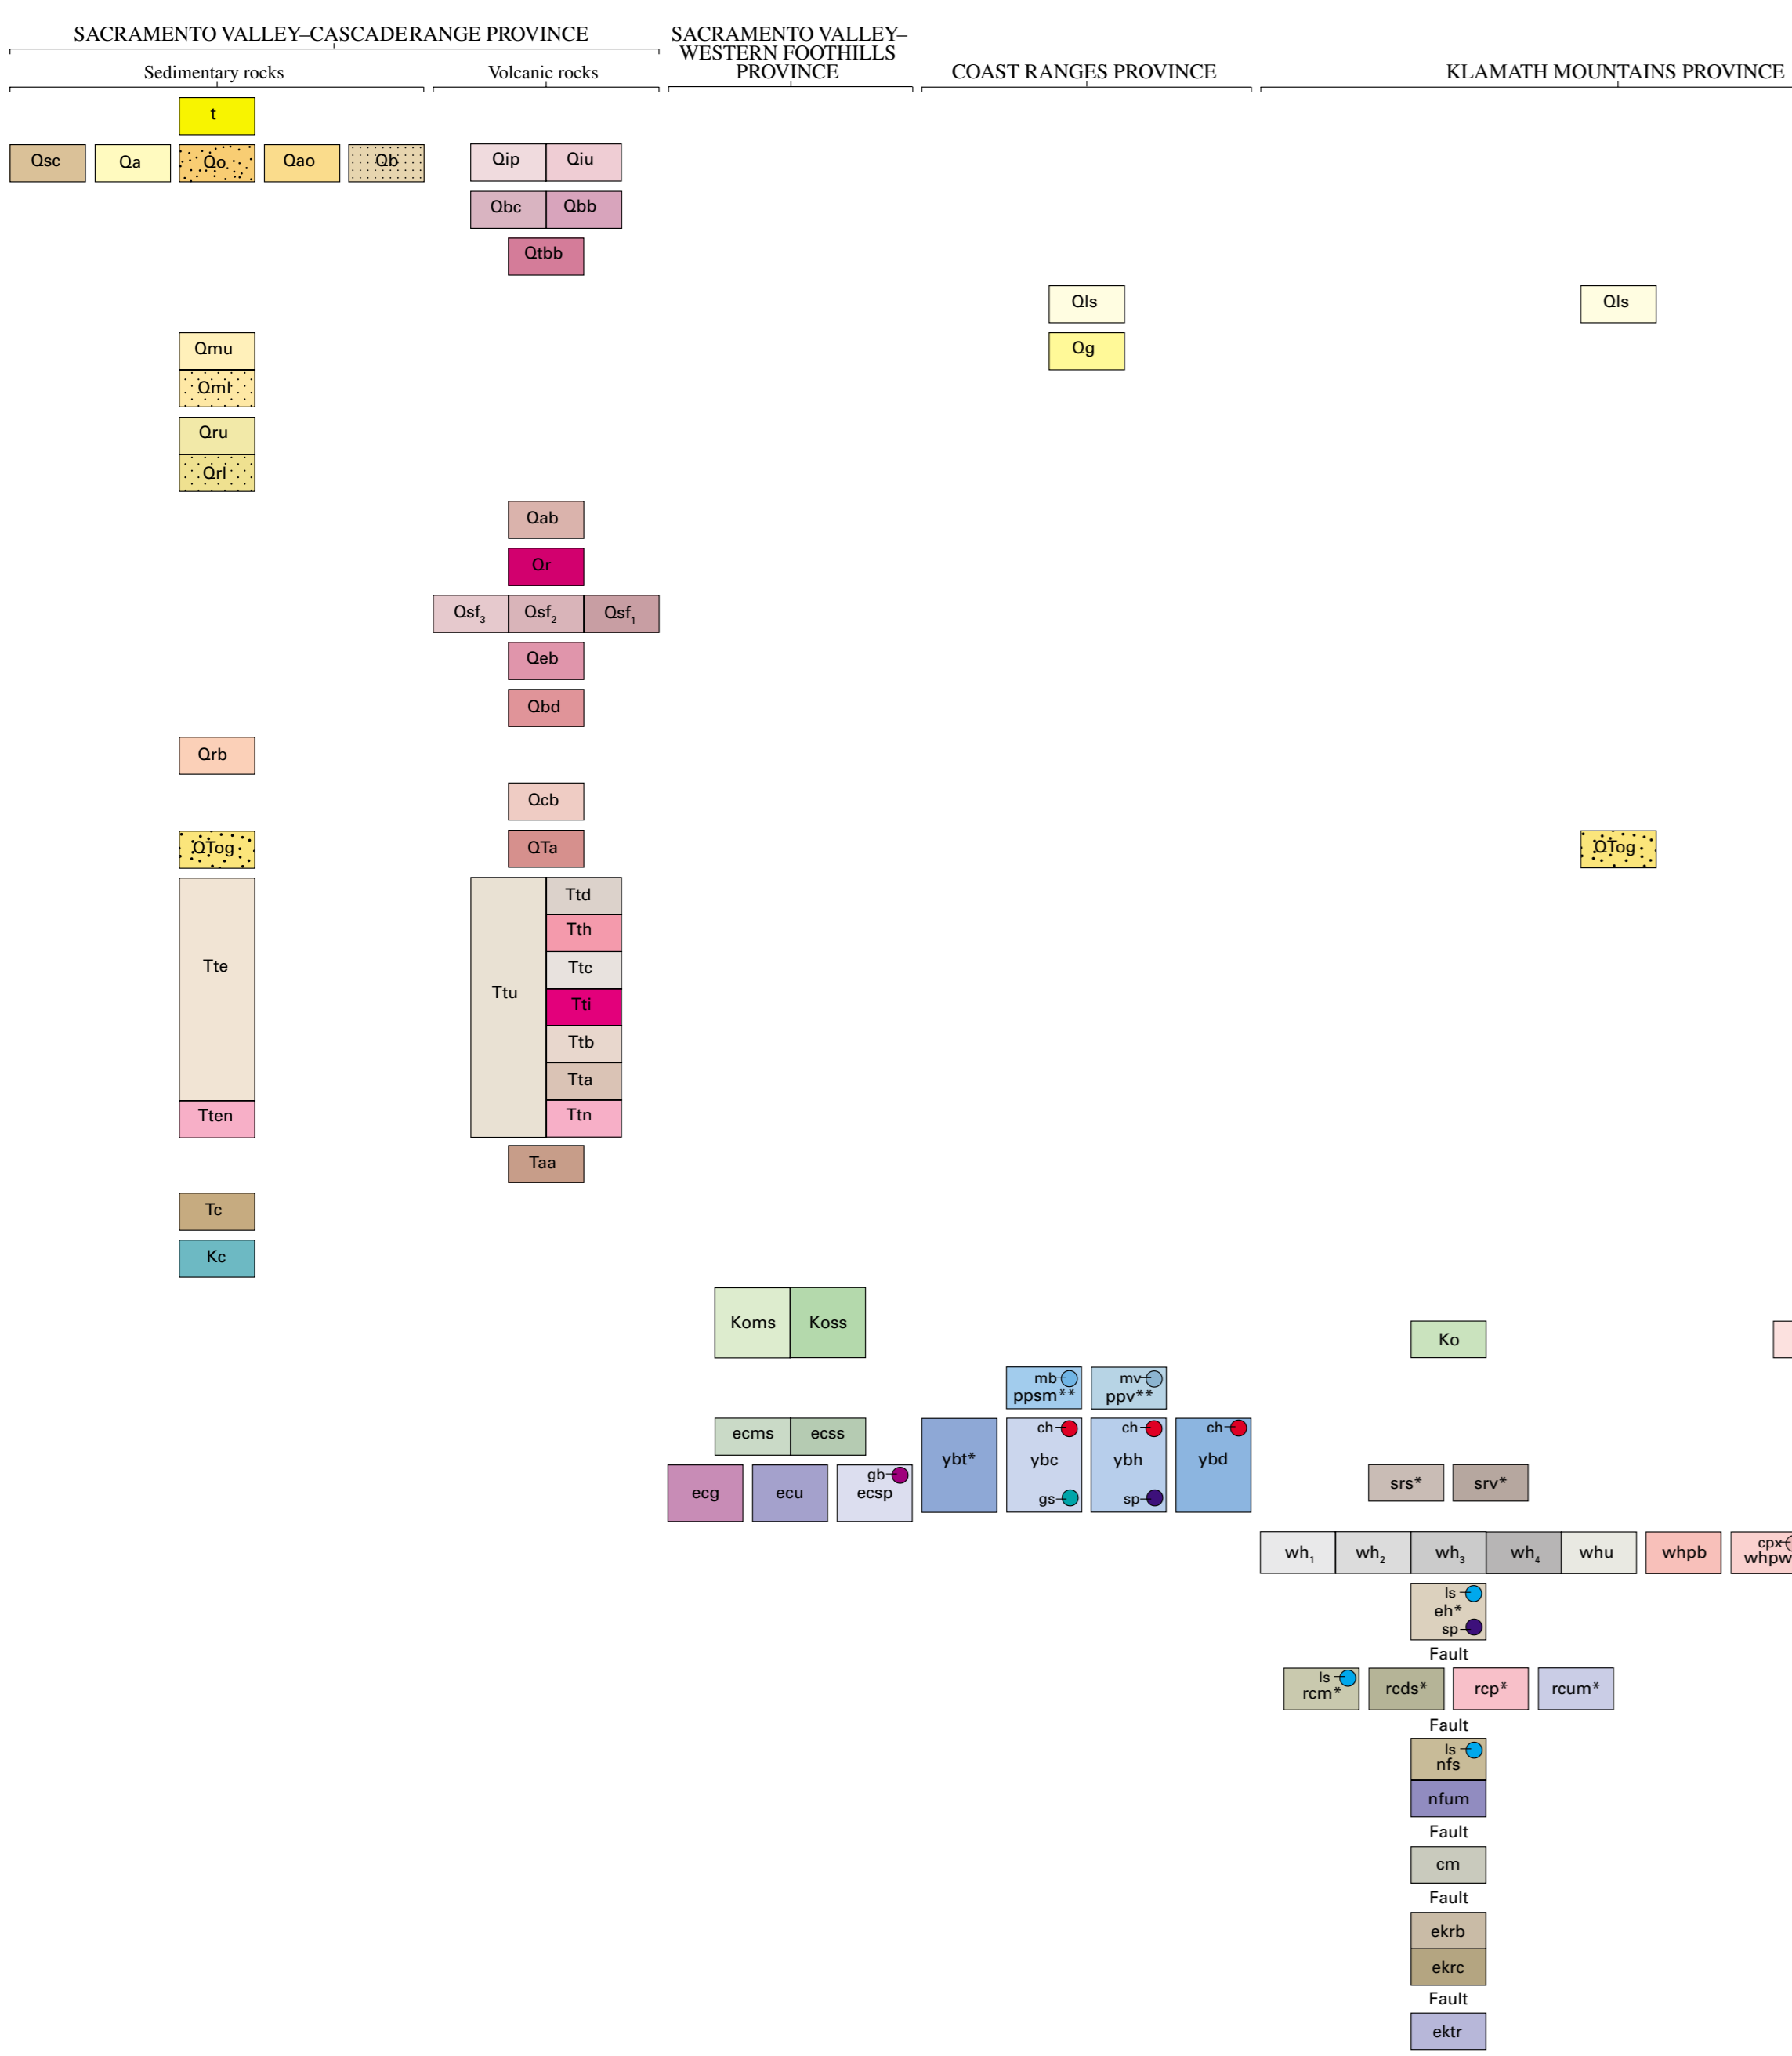 SACRAMENTO VALLEY–CASCADE RANGE PROVINCE
SACRAMENTO VALLEY–
WESTERN FOOTHILLS
PROVINCE
COAST RANGES PROVINCE
KLAMATH MOUNTAINS PROVINCE
Sedimentary rocks
Volcanic rocks
t
Qsc Qa Qo Qao Qb Qip Qiu
Qbc Qbb
Qtbb
Qls Qls
Qmu Qg
Qml
Qru
Qrl
Qab
Qr
Qsf3 Qsf2 Qsf1
Qeb
Qbd
Qrb
Qcb
QTog QTa QTog
Ttd
Tth
Tte Ttc
Ttu Tti
Ttb
Tta
Tten Ttn
Taa
Tc
Kc
Koms Koss Ko
mb mv
ppsm** ppv**
ch ch ch
ecms ecss
ybt* ybc ybh ybd
gb
ecg ecu ecsp srs* srv*
gs sp
cpx
wh1 wh2 wh3 wh4 whu whpb whpw
ls
eh*
sp
Fault
ls
rcm* rcds* rcp* rcum*
Fault
ls
nfs
nfum
Fault
cm
Fault
ekrb
ekrc
Fault
ektr